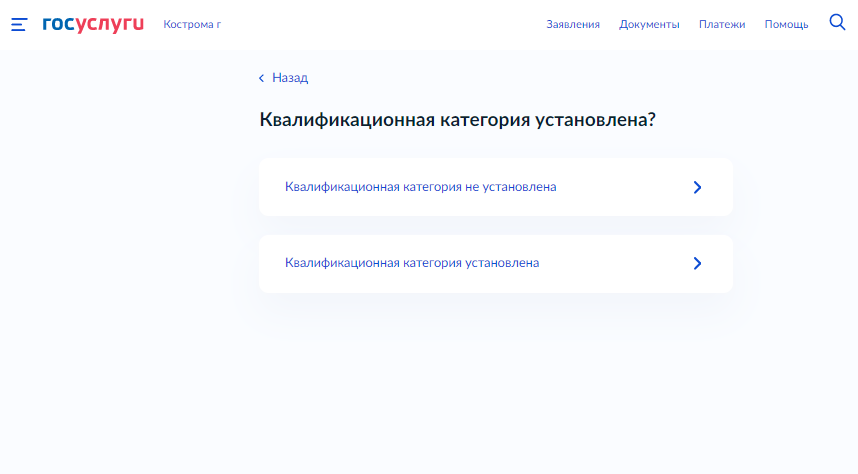 госуслуги Кострома г Заявления Документы Платежи Помощь
Назад
Квалификационная категория установлена?
Квалификационная категория не установлена
Квалификационная категория установлена